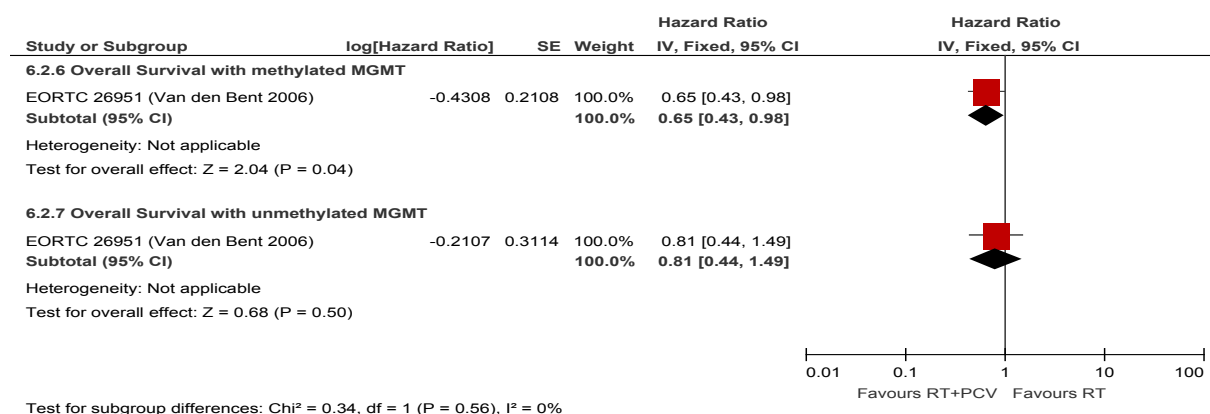 Hazard Ratio Hazard Ratio
Study or Subgroup log[Hazard Ratio] SE Weight IV, Fixed, 95% CI IV, Fixed, 95% CI
6.2.6 Overall Survival with methylated MGMT
EORTC 26951 (Van den Bent 2006) -0.4308 0.2108 100.0% 0.65 [0.43, 0.98]
Subtotal (95% CI) 100.0% 0.65 [0.43, 0.98]
Heterogeneity: Not applicable
Test for overall effect: Z = 2.04 (P = 0.04)
6.2.7 Overall Survival with unmethylated MGMT
EORTC 26951 (Van den Bent 2006) -0.2107 0.3114 100.0% 0.81 [0.44, 1.49]
Subtotal (95% CI) 100.0% 0.81 [0.44, 1.49]
Heterogeneity: Not applicable
Test for overall effect: Z = 0.68 (P = 0.50)
0.01 0.1 1 10 100
Favours RT+PCV Favours RT
Test for subgroup differences: Chi² = 0.34, df = 1 (P = 0.56), I² = 0%